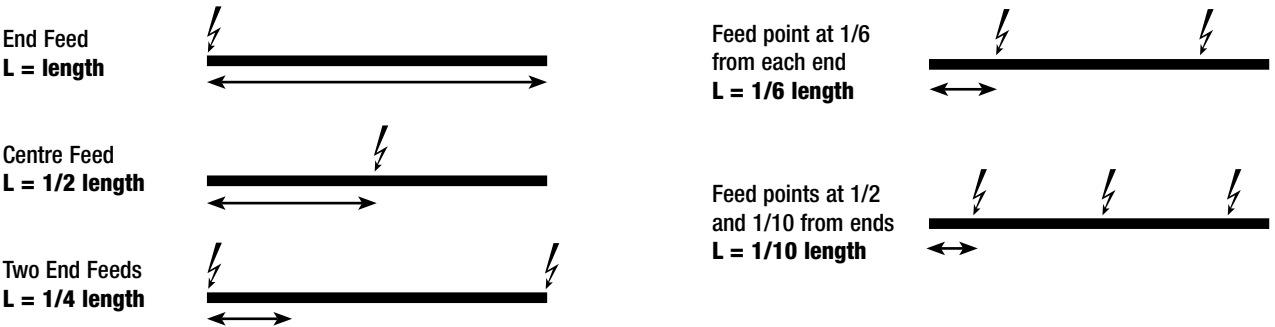 End Feed
L = length
Centre Feed
L = 1/2 length
Two End Feeds
L = 1/4 length
Feed point at 1/6
from each end
L = 1/6 length
Feed points at 1/2
and 1/10 from ends
L = 1/10 length